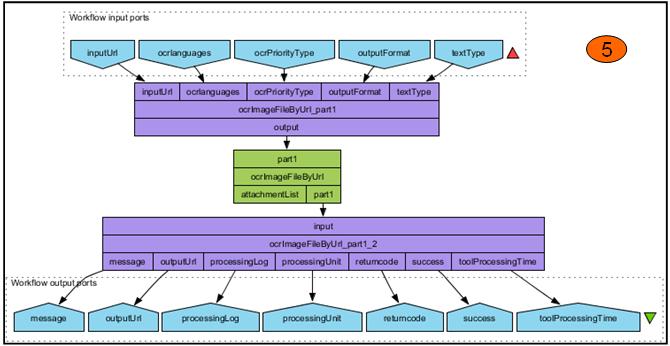 Workflow input ports
inputUrl ocrlanguages ocrPriorityType outputFormat textType
5
inputUrl ocrlanguages ocrPriorityType outputFormat textType
ocrImageFileByUrl_part1
output
part1
ocrImageFileByUrl
attachmentList part1
input
ocrImageFileByUrl_part1_2
message outputUrl processingLog processingUnit returncode success toolProcessingTime
Workflow output ports
message outputUrl processingLog processingUnit returncode success toolProcessingTime